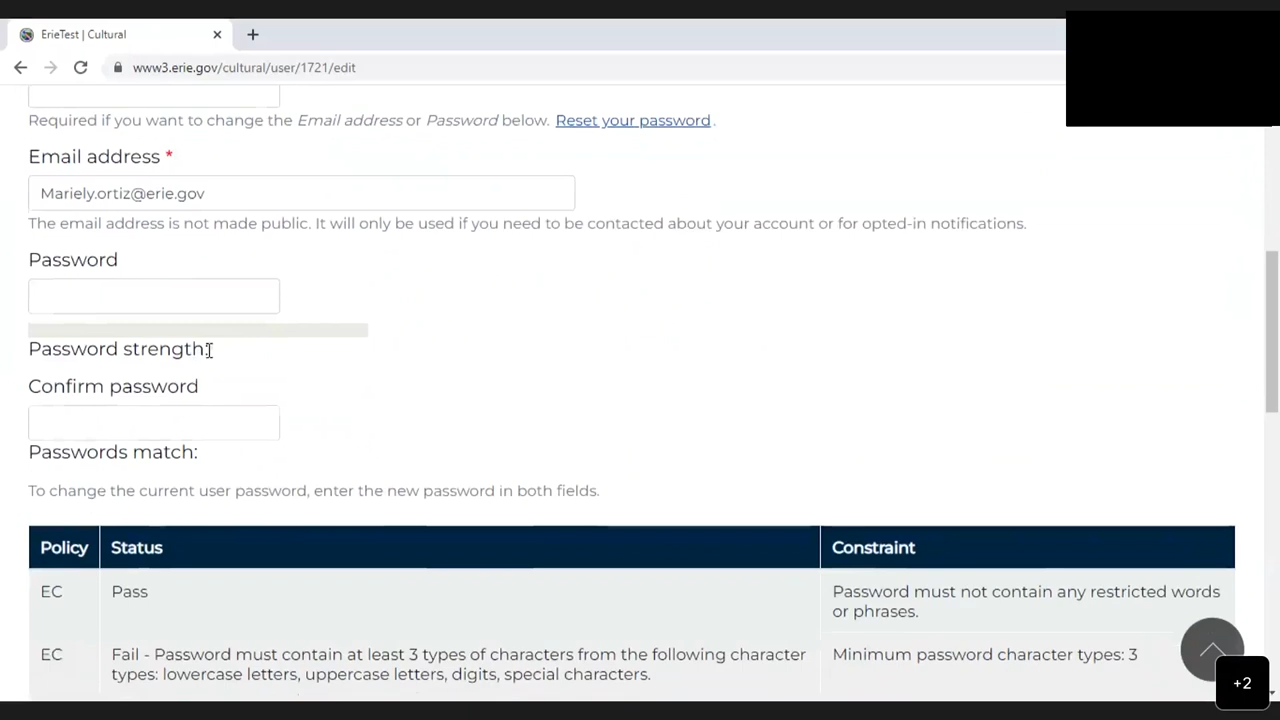 ErieTest | Cultural
www3.erie.gov/cultural/user/1721/edit
Required if you want to change the Email address or Password below. Reset your password.
Email address *
Mariely.ortiz@erie.gov
The email address is not made public. It will only be used if you need to be contacted about your account or for opted-in notifications.
Password
Password strength:
Confirm password
Passwords match:
To change the current user password, enter the new password in both fields.
Policy Status Constraint
EC Pass Password must not contain any restricted words
or phrases.
EC Fail - Password must contain at least 3 types of characters from the following character Minimum password character types: 3
types: lowercase letters, uppercase letters, digits, special characters.
+2